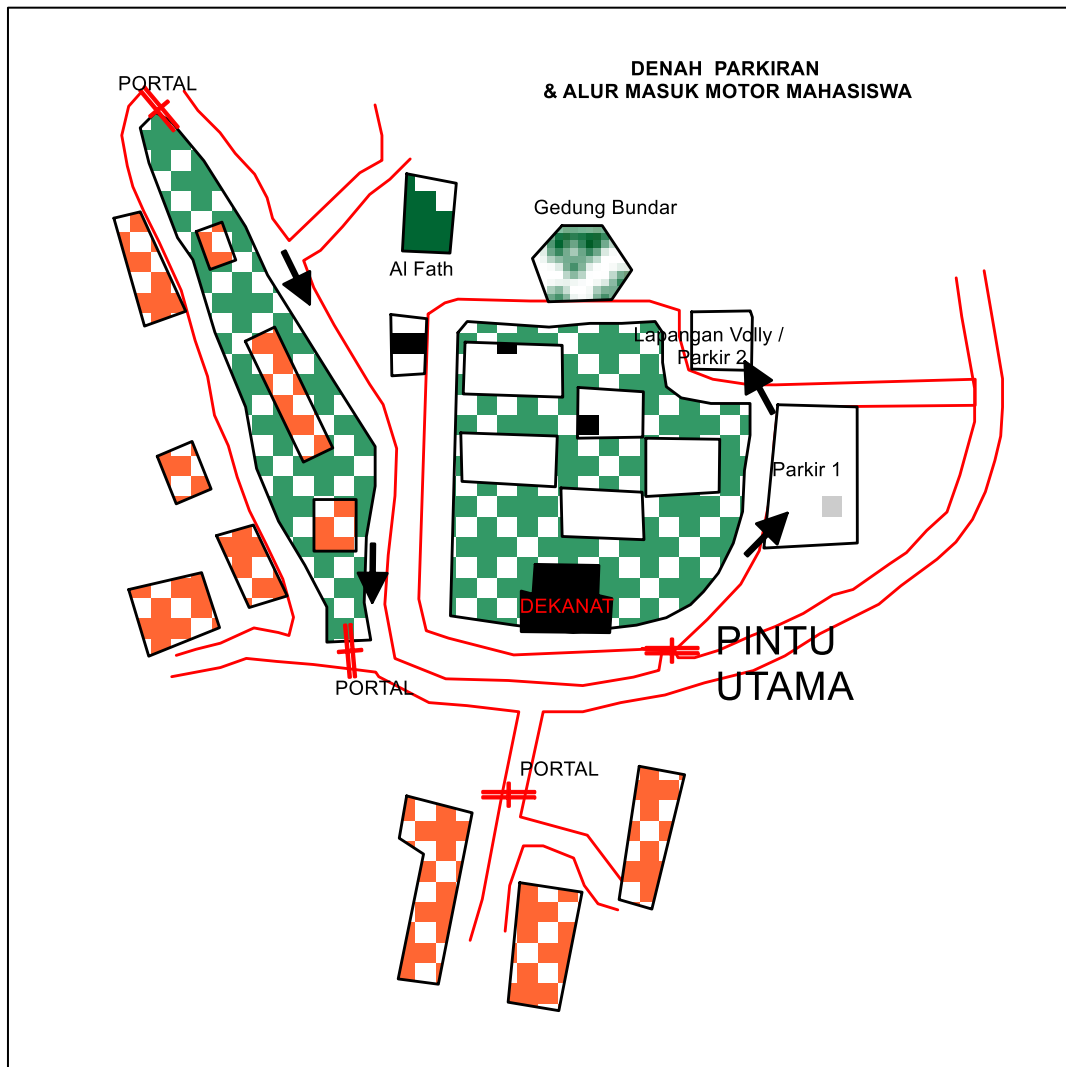 DENAH  PARKIRAN
& ALUR MASUK MOTOR MAHASISWA
PORTAL
Gedung Bundar
Al Fath
Lapangan Volly /
Parkir 2
Parkir 1
DEKANAT
PINTU
UTAMA
PORTAL
PORTAL